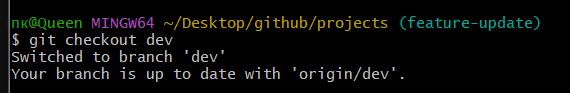 пк@Queen MINGW64 ~/Desktop/github/projects (feature-update)
$ git checkout dev
Switched to branch 'dev'
Your branch is up to date with 'origin/dev'.